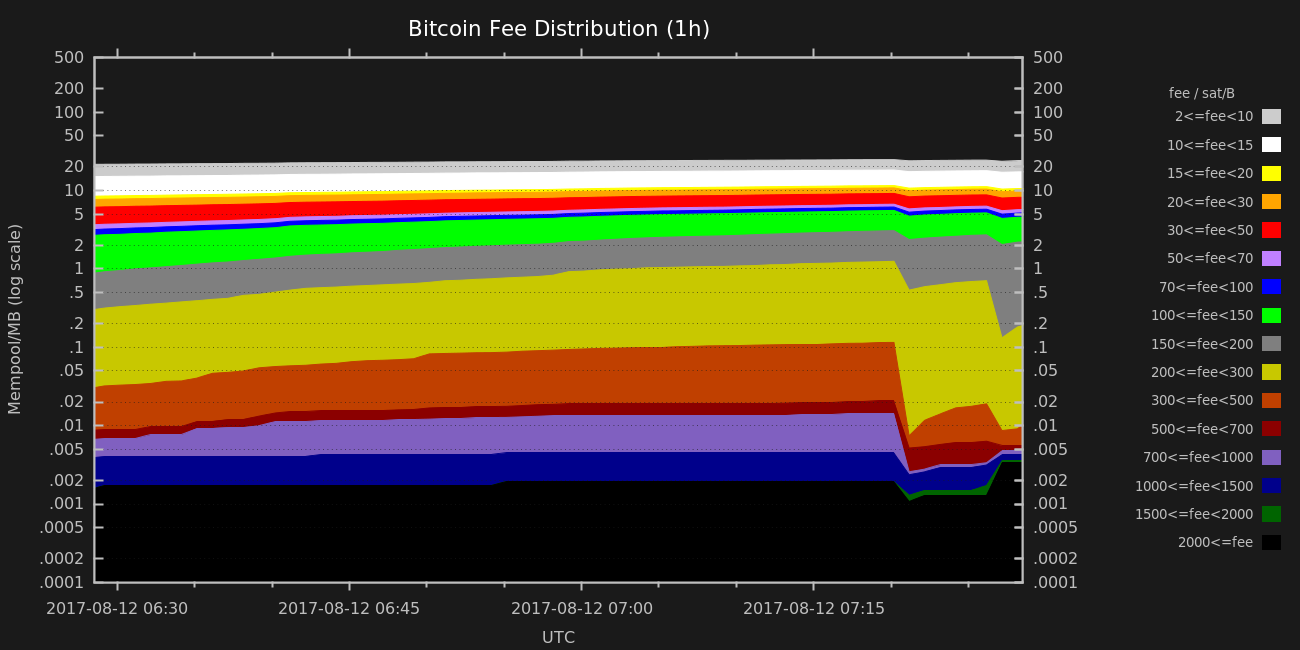 Bitcoin Fee Distribution (1h)
500
200
100
50
20
10
5
2
1
.5
.2
.1
.05
.02
.01
.005
.002
.001
.0005
.0002
.0001
Mempool/MB (log scale)
500
200
100
50
20
10
5
2
1
.5
.2
.1
.05
.02
.01
.005
.002
.001
.0005
.0002
.0001
2017-08-12 06:30 2017-08-12 06:45 2017-08-12 07:00 2017-08-12 07:15
UTC
fee / sat/B
2<=fee<10
10<=fee<15
15<=fee<20
20<=fee<30
30<=fee<50
50<=fee<70
70<=fee<100
100<=fee<150
150<=fee<200
200<=fee<300
300<=fee<500
500<=fee<700
700<=fee<1000
1000<=fee<1500
1500<=fee<2000
2000<=fee